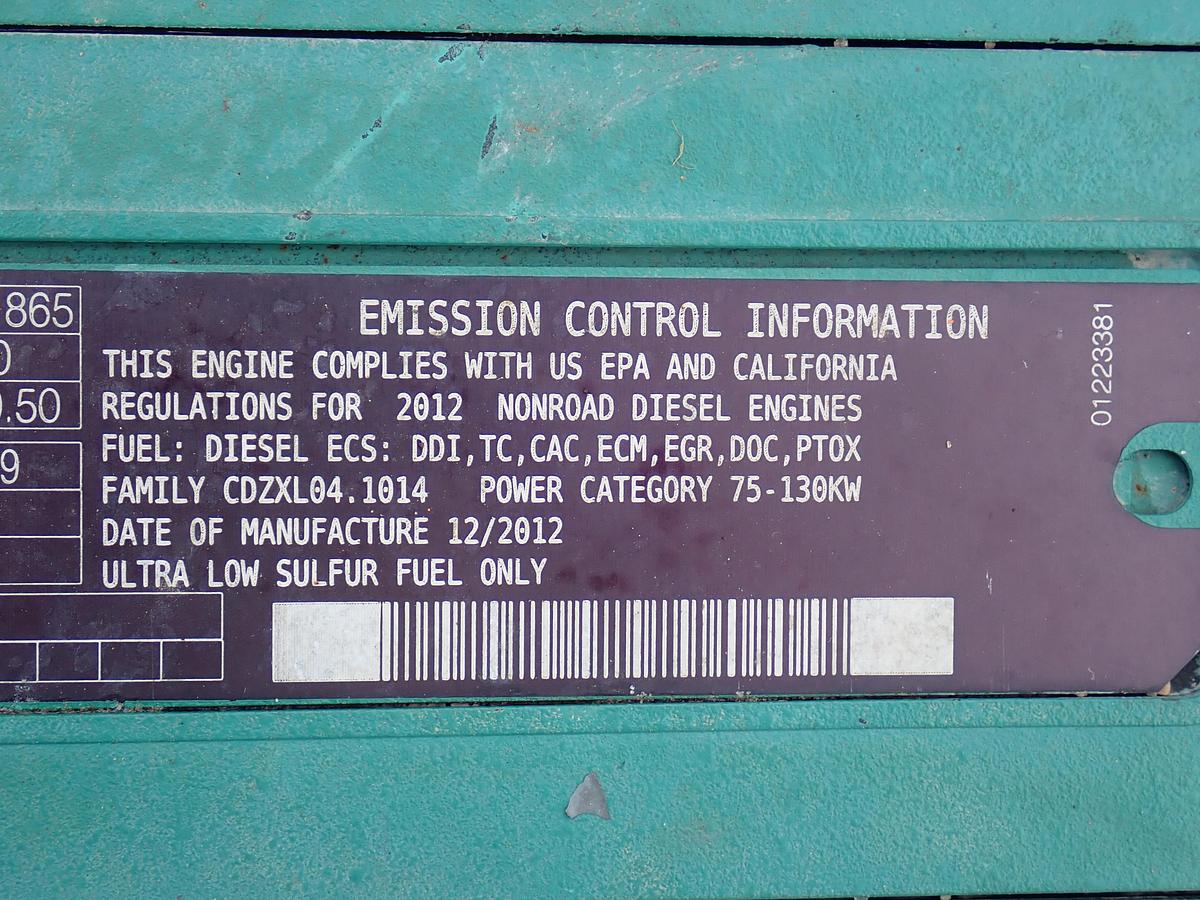 865
0
.50
9
EMISSION CONTROL INFORMATION
THIS ENGINE COMPLIES WITH US EPA AND CALIFORNIA
REGULATIONS FOR 2012 NONROAD DIESEL ENGINES
FUEL: DIESEL ECS: DDI,TC,CAC,ECM,EGR,DOC,PTOX
FAMILY CDZXL04.1014 POWER CATEGORY 75-130KW
DATE OF MANUFACTURE 12/2012
ULTRA LOW SULFUR FUEL ONLY
01223381